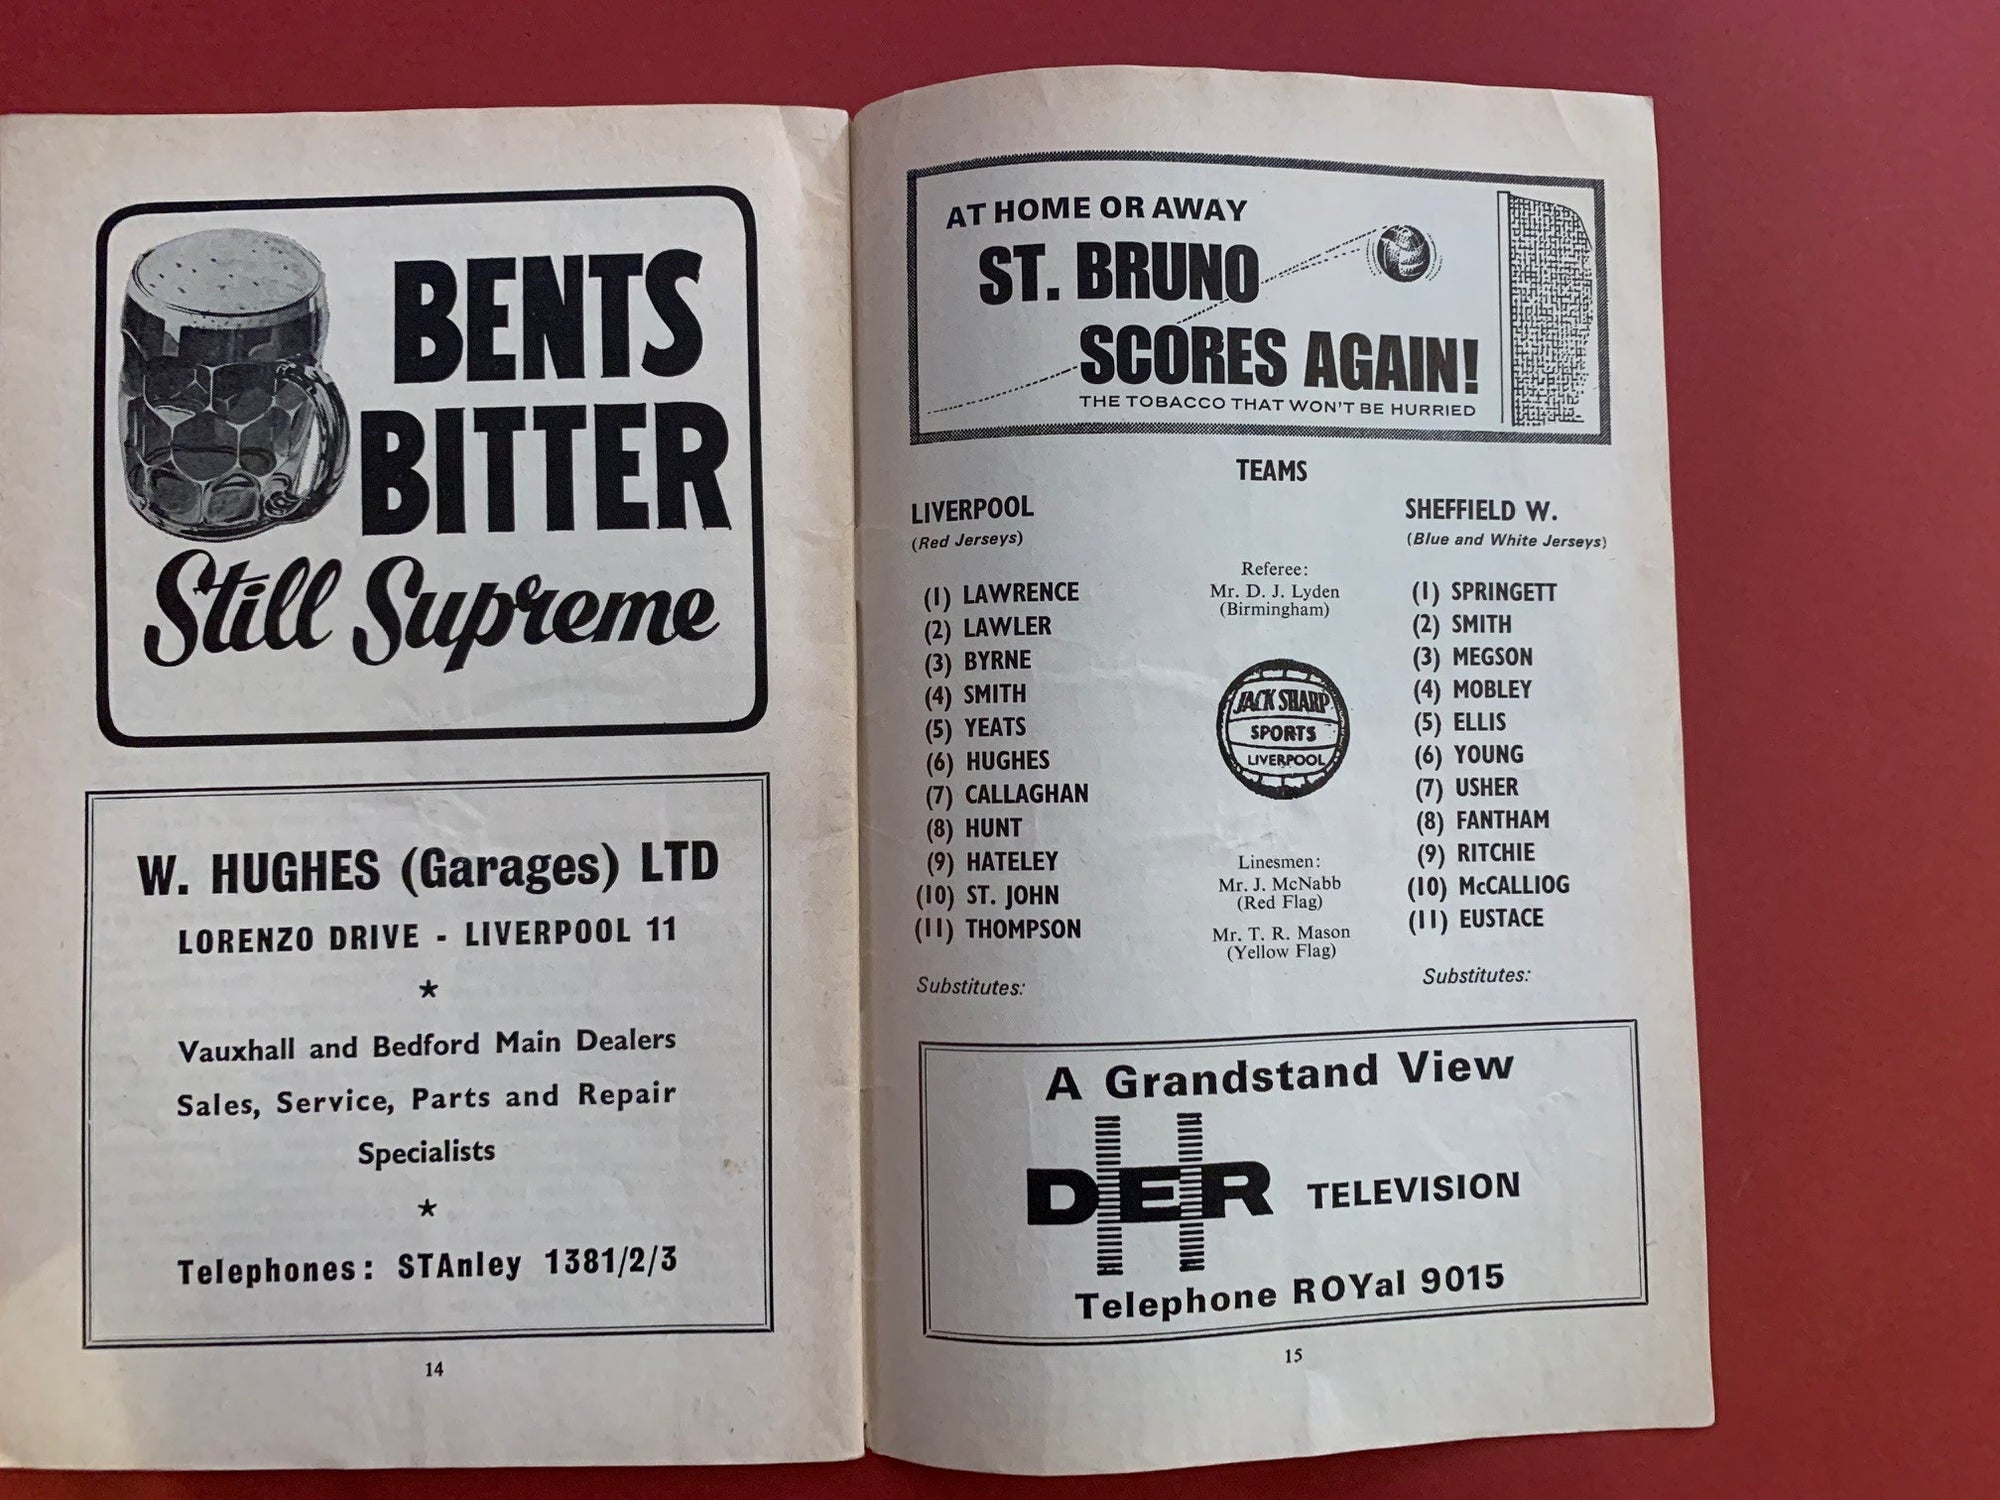 BENTS
BITTER
Still Supreme
W. HUGHES (Garages) LTD
LORENZO DRIVE - LIVERPOOL 11
★
Vauxhall and Bedford Main Dealers
Sales, Service, Parts and Repair
Specialists
★
Telephones: STAnley 1381/2/3
14
AT HOME OR AWAY
ST. BRUNO
SCORES AGAIN!
THE TOBACCO THAT WON'T BE HURRIED
TEAMS
LIVERPOOL
(Red Jerseys)
(1) LAWRENCE
(2) LAWLER
(3) BYRNE
(4) SMITH
(5) YEATS
(6) HUGHES
(7) CALLAGHAN
(8) HUNT
(9) HATELEY
(10) ST. JOHN
(11) THOMPSON
Substitutes:
Referee:
Mr. D. J. Lyden
(Birmingham)
JACK SHARP
SPORTS
LIVERPOOL
Linesmen:
Mr. J. McNabb
(Red Flag)
Mr. T. R. Mason
(Yellow Flag)
SHEFFIELD W.
(Blue and White Jerseys)
(1) SPRINGETT
(2) SMITH
(3) MEGSON
(4) MOBLEY
(5) ELLIS
(6) YOUNG
(7) USHER
(8) FANTHAM
(9) RITCHIE
(10) McCALLIOG
(11) EUSTACE
Substitutes:
A Grandstand View
DER TELEVISION
Telephone ROYal 9015
15